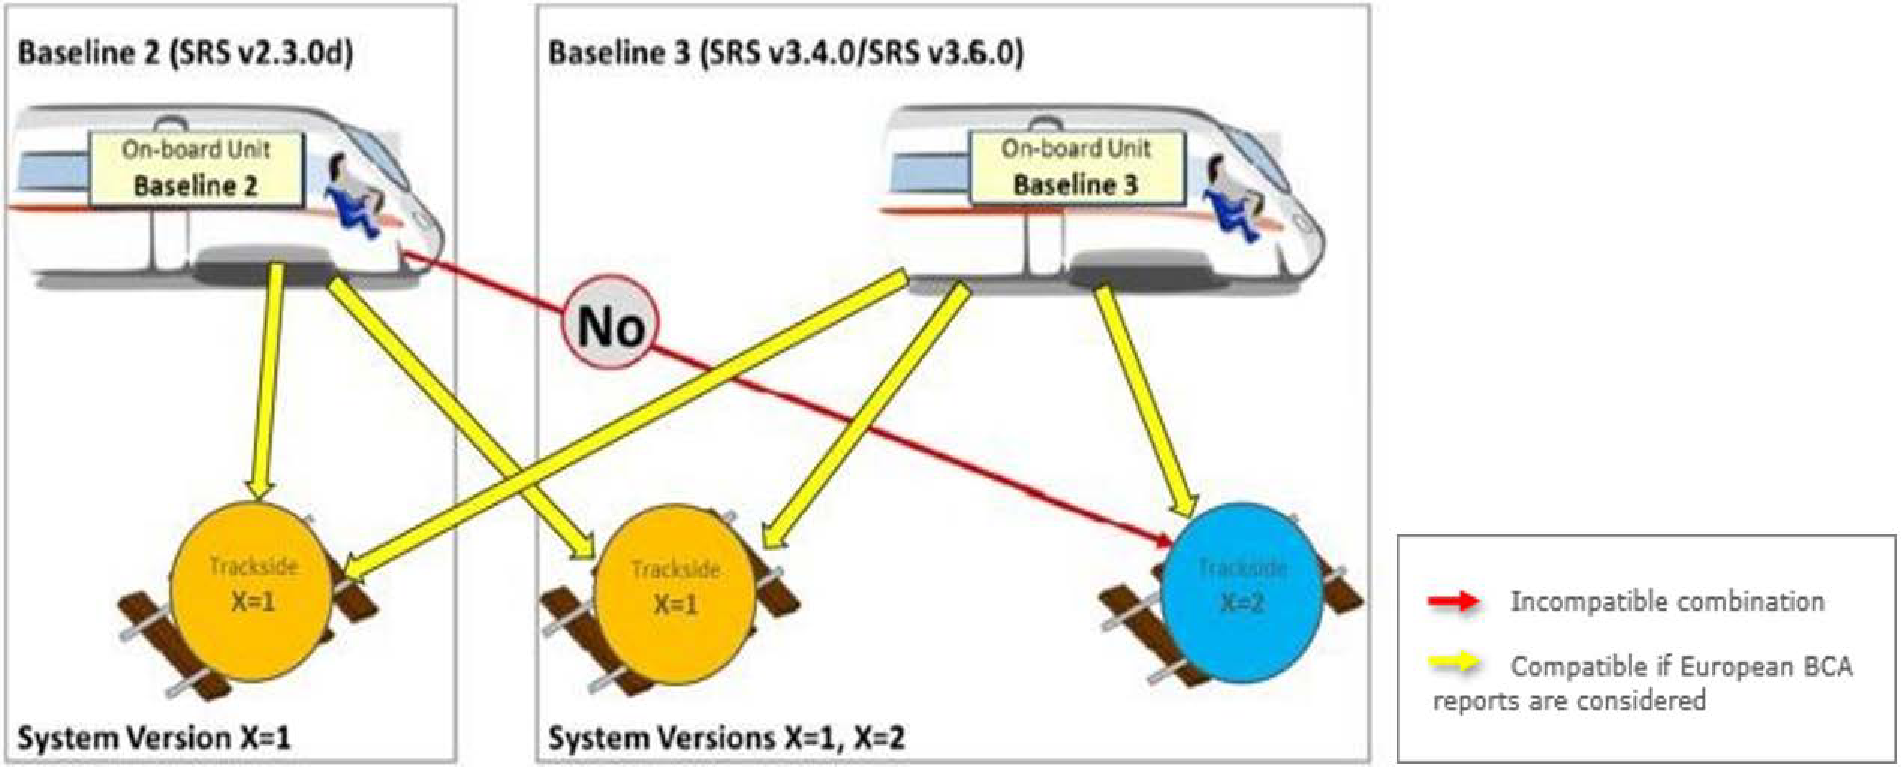 Baseline 2 (SRS v2.3.0d)
On-board Unit
Baseline 2
Trackside
X=1
System Version X=1
Baseline 3 (SRS v3.4.0/SRS v3.6.0)
On-board Unit
Baseline 3
No
Trackside
X=1
Trackside
X=2
System Versions X=1, X=2
Incompatible combination
Compatible if European BCA
reports are considered